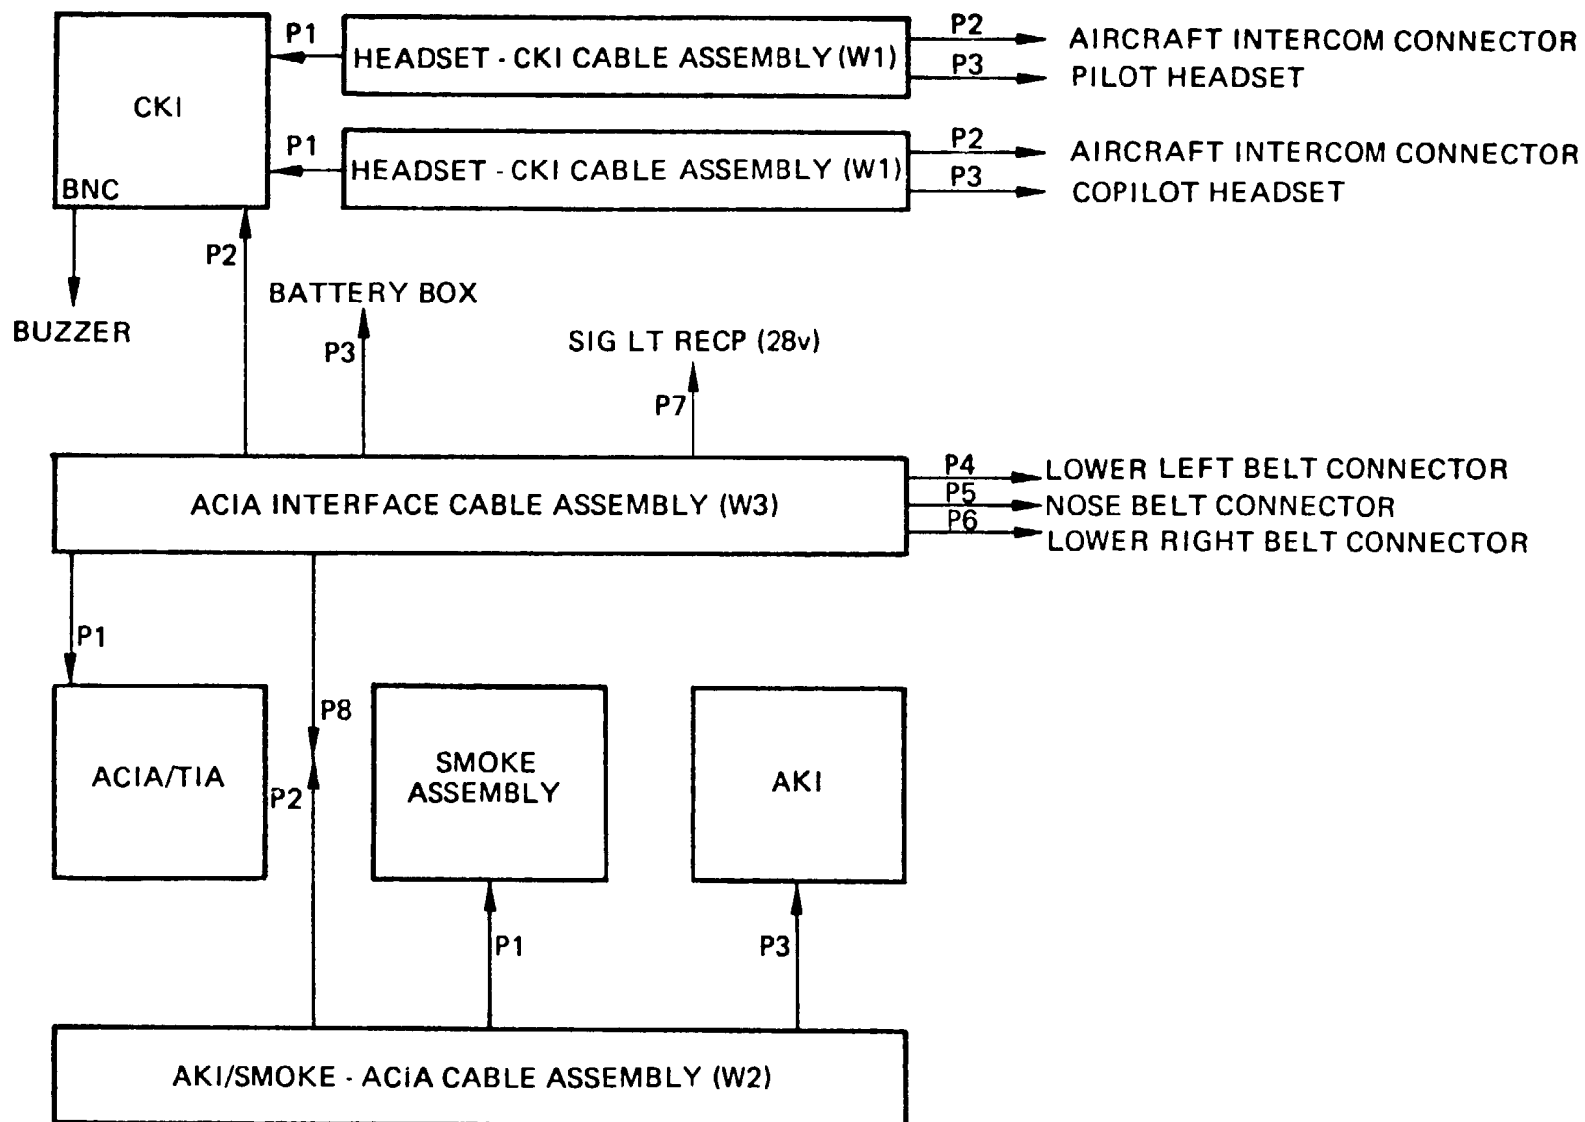 P1
HEADSET - CKI CABLE ASSEMBLY (W1)
P2
AIRCRAFT INTERCOM CONNECTOR
P3
PILOT HEADSET
CKI
BNC
P1
HEADSET - CKI CABLE ASSEMBLY (W1)
P2
AIRCRAFT INTERCOM CONNECTOR
P3
COPILOT HEADSET
P2
BUZZER
BATTERY BOX
P3
SIG LT RECP (28v)
P7
ACIA INTERFACE CABLE ASSEMBLY (W3)
P4
LOWER LEFT BELT CONNECTOR
P5
NOSE BELT CONNECTOR
P6
LOWER RIGHT BELT CONNECTOR
P1
P8
ACIA/TIA
P2
SMOKE
ASSEMBLY
AKI
P1
P3
AKI/SMOKE - ACIA CABLE ASSEMBLY (W2)